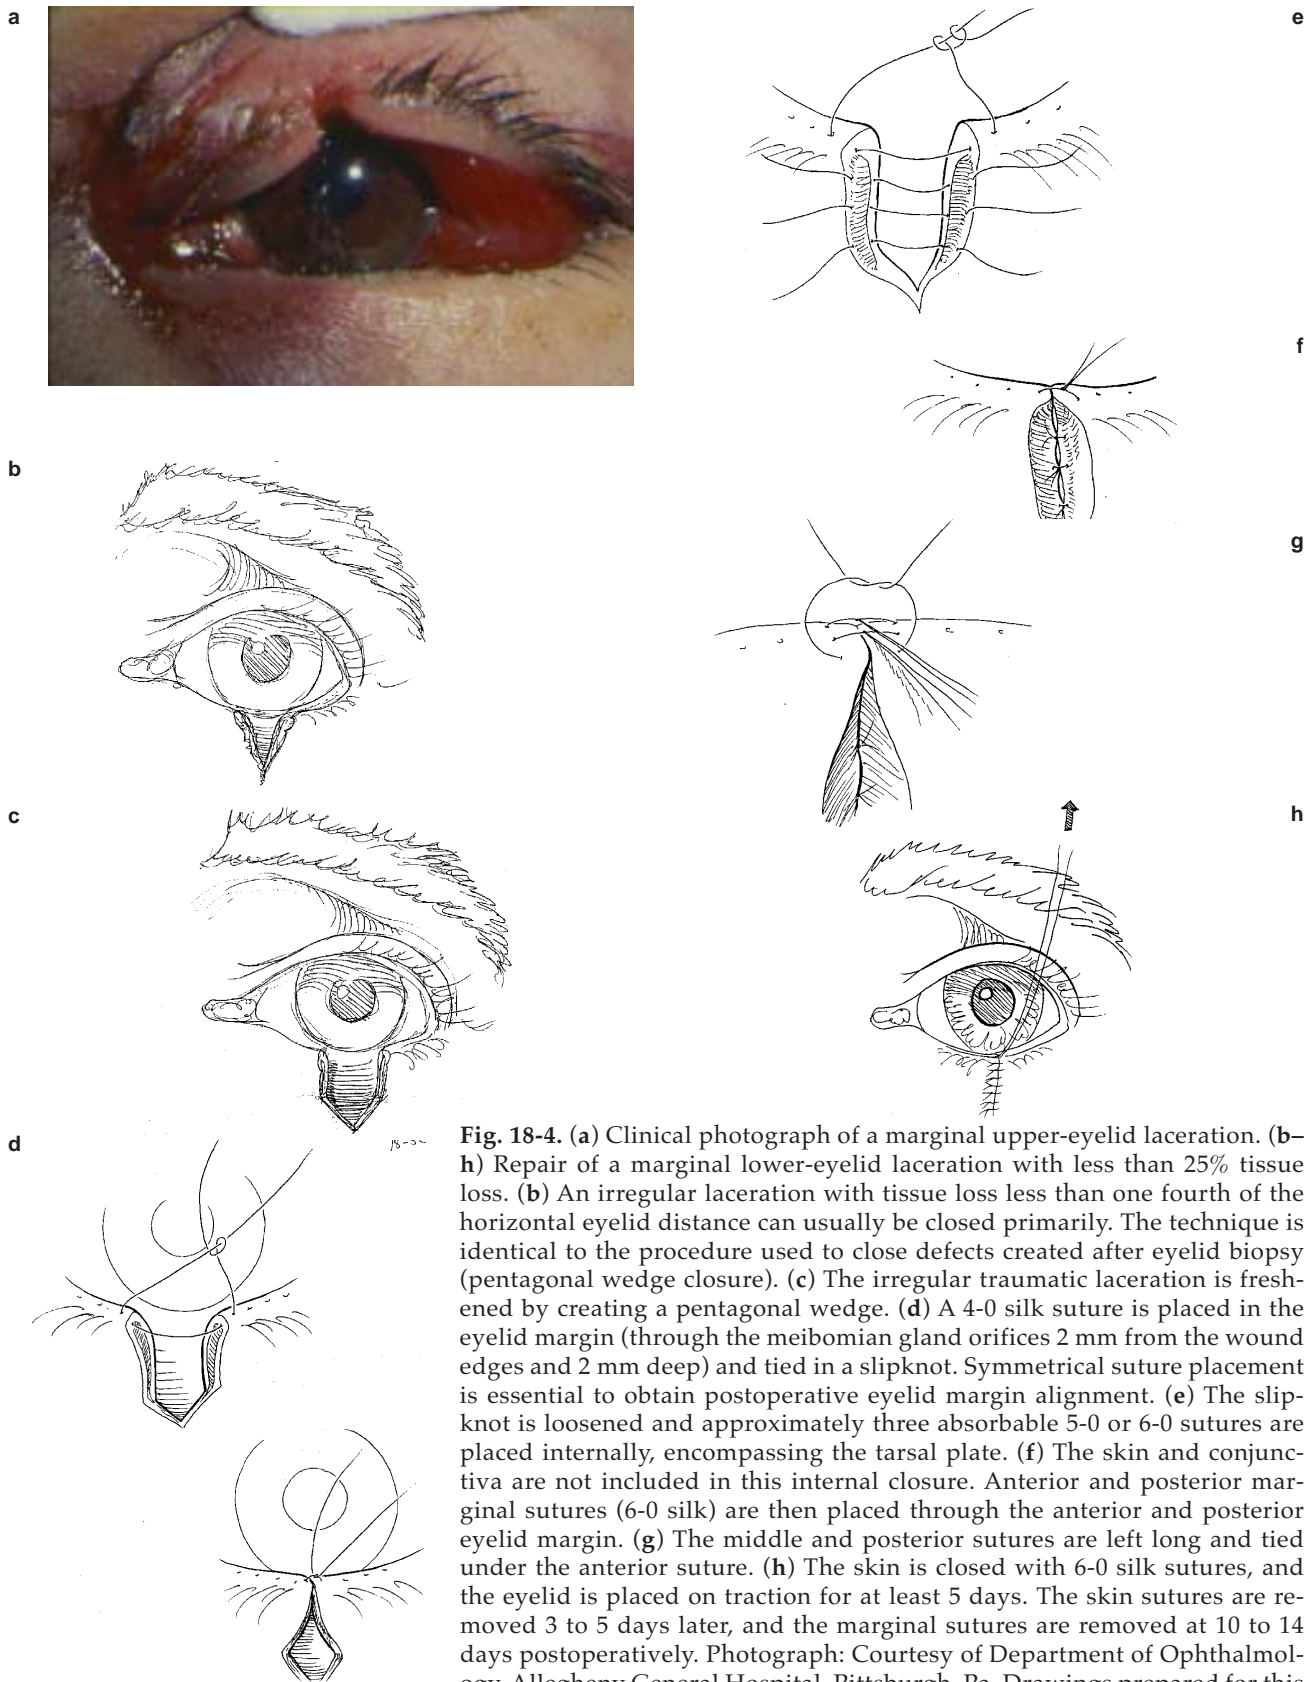 a
e
f
b
g
c
h
d
Fig. 18-4. (a) Clinical photograph of a marginal upper-eyelid laceration. (b–
h) Repair of a marginal lower-eyelid laceration with less than 25% tissue
loss. (b) An irregular laceration with tissue loss less than one fourth of the
horizontal eyelid distance can usually be closed primarily. The technique is
identical to the procedure used to close defects created after eyelid biopsy
(pentagonal wedge closure). (c) The irregular traumatic laceration is fresh-
ened by creating a pentagonal wedge. (d) A 4-0 silk suture is placed in the
eyelid margin (through the meibomian gland orifices 2 mm from the wound
edges and 2 mm deep) and tied in a slipknot. Symmetrical suture placement
is essential to obtain postoperative eyelid margin alignment. (e) The slip-
knot is loosened and approximately three absorbable 5-0 or 6-0 sutures are
placed internally, encompassing the tarsal plate. (f) The skin and conjunc-
tiva are not included in this internal closure. Anterior and posterior mar-
ginal sutures (6-0 silk) are then placed through the anterior and posterior
eyelid margin. (g) The middle and posterior sutures are left long and tied
under the anterior suture. (h) The skin is closed with 6-0 silk sutures, and
the eyelid is placed on traction for at least 5 days. The skin sutures are re-
moved 3 to 5 days later, and the marginal sutures are removed at 10 to 14
days postoperatively. Photograph: Courtesy of Department of Ophthalmol-
ogy, Allegheny General Hospital, Pittsburgh, Pa. Drawings prepared for this